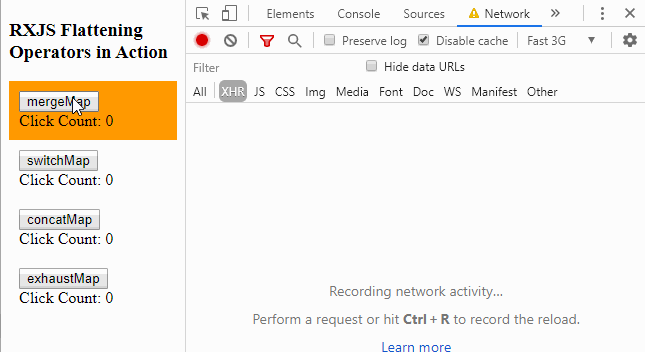 RXJS Flattening
Operators in Action
mergeMap
Click Count: 0
switchMap
Click Count: 0
concatMap
Click Count: 0
exhaustMap
Click Count: 0
Elements Console Sources Network »
Preserve log Disable cache Fast 3G
Filter Hide data URLs
All XHR JS CSS Img Media Font Doc WS Manifest Other
Recording network activity...
Perform a request or hit Ctrl + R to record the reload.
Learn more